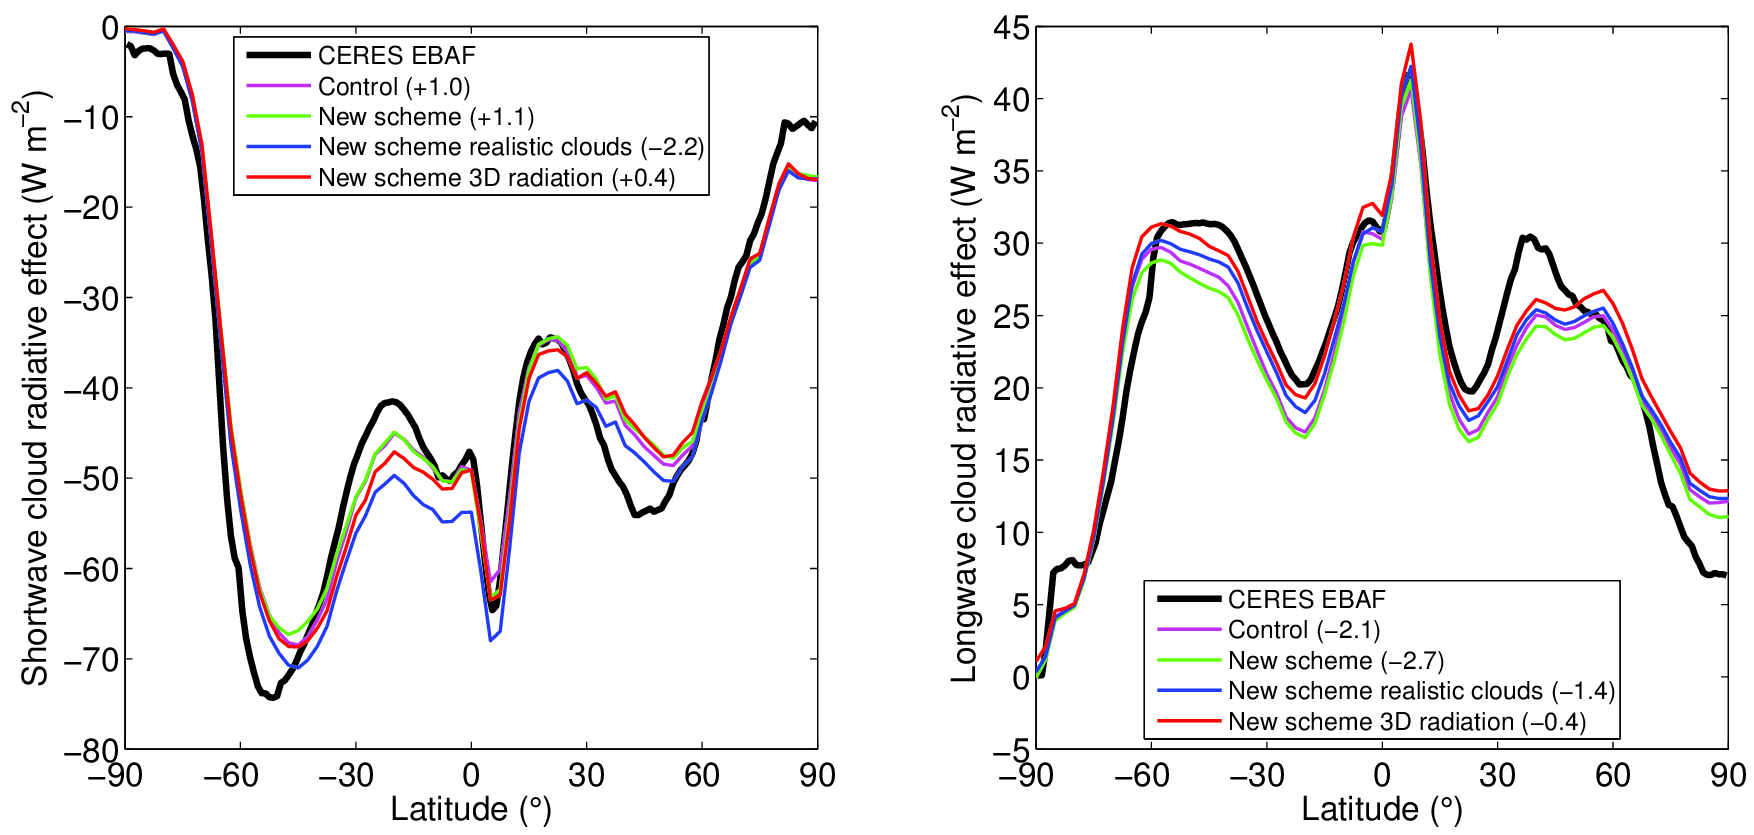 Shortwave cloud radiative effect (W m−2)
0
−10
−20
−30
−40
−50
−60
−70
−80
−90
−60
−30
0
30
60
90
Latitude (°)
CERES EBAF
Control (+1.0)
New scheme (+1.1)
New scheme realistic clouds (−2.2)
New scheme 3D radiation (+0.4)
Longwave cloud radiative effect (W m−2)
45
40
35
30
25
20
15
10
5
0
−5
−90
−60
−30
0
30
60
90
Latitude (°)
CERES EBAF
Control (−2.1)
New scheme (−2.7)
New scheme realistic clouds (−1.4)
New scheme 3D radiation (−0.4)